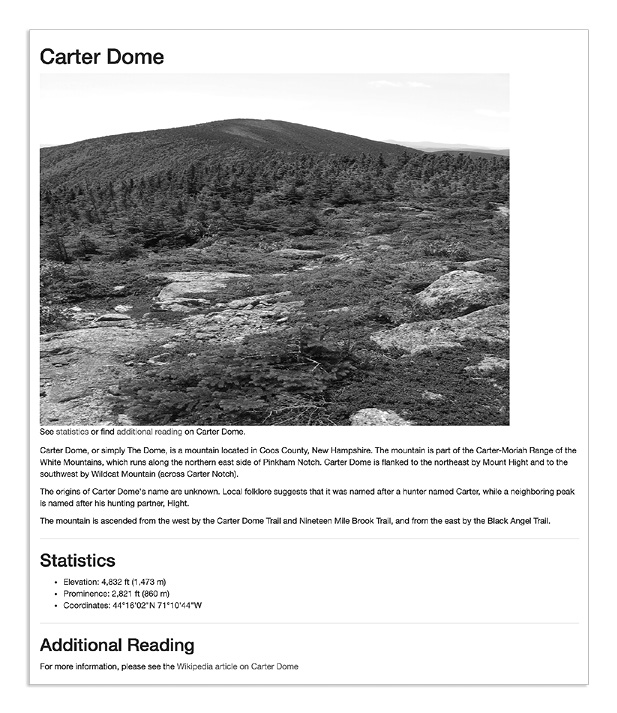 Carter Dome
See statistics or find additional reading on Carter Dome.
Carter Dome, or simply The Dome, is a mountain located in Coos County, New Hampshire. The mountain is part of the Carter-Moriah Range of the
White Mountains, which runs along the northern east side of Pinkham Notch. Carter Dome is flanked to the northeast by Mount Hight and to the
southwest by Wildcat Mountain (across Carter Notch).
The origins of Carter Dome's name are unknown. Local folklore suggests that it was named after a hunter named Carter, while a neighboring peak
is named after his hunting partner, Hight.
The mountain is ascended from the west by the Carter Dome Trail and Nineteen Mile Brook Trail, and from the east by the Black Angel Trail.
Statistics
• Elevation: 4,832 ft (1,473 m)
• Prominence: 2,821 ft (860 m)
• Coordinates: 44°16'02"N 71°10'44"W
Additional Reading
For more information, please see the Wikipedia article on Carter Dome